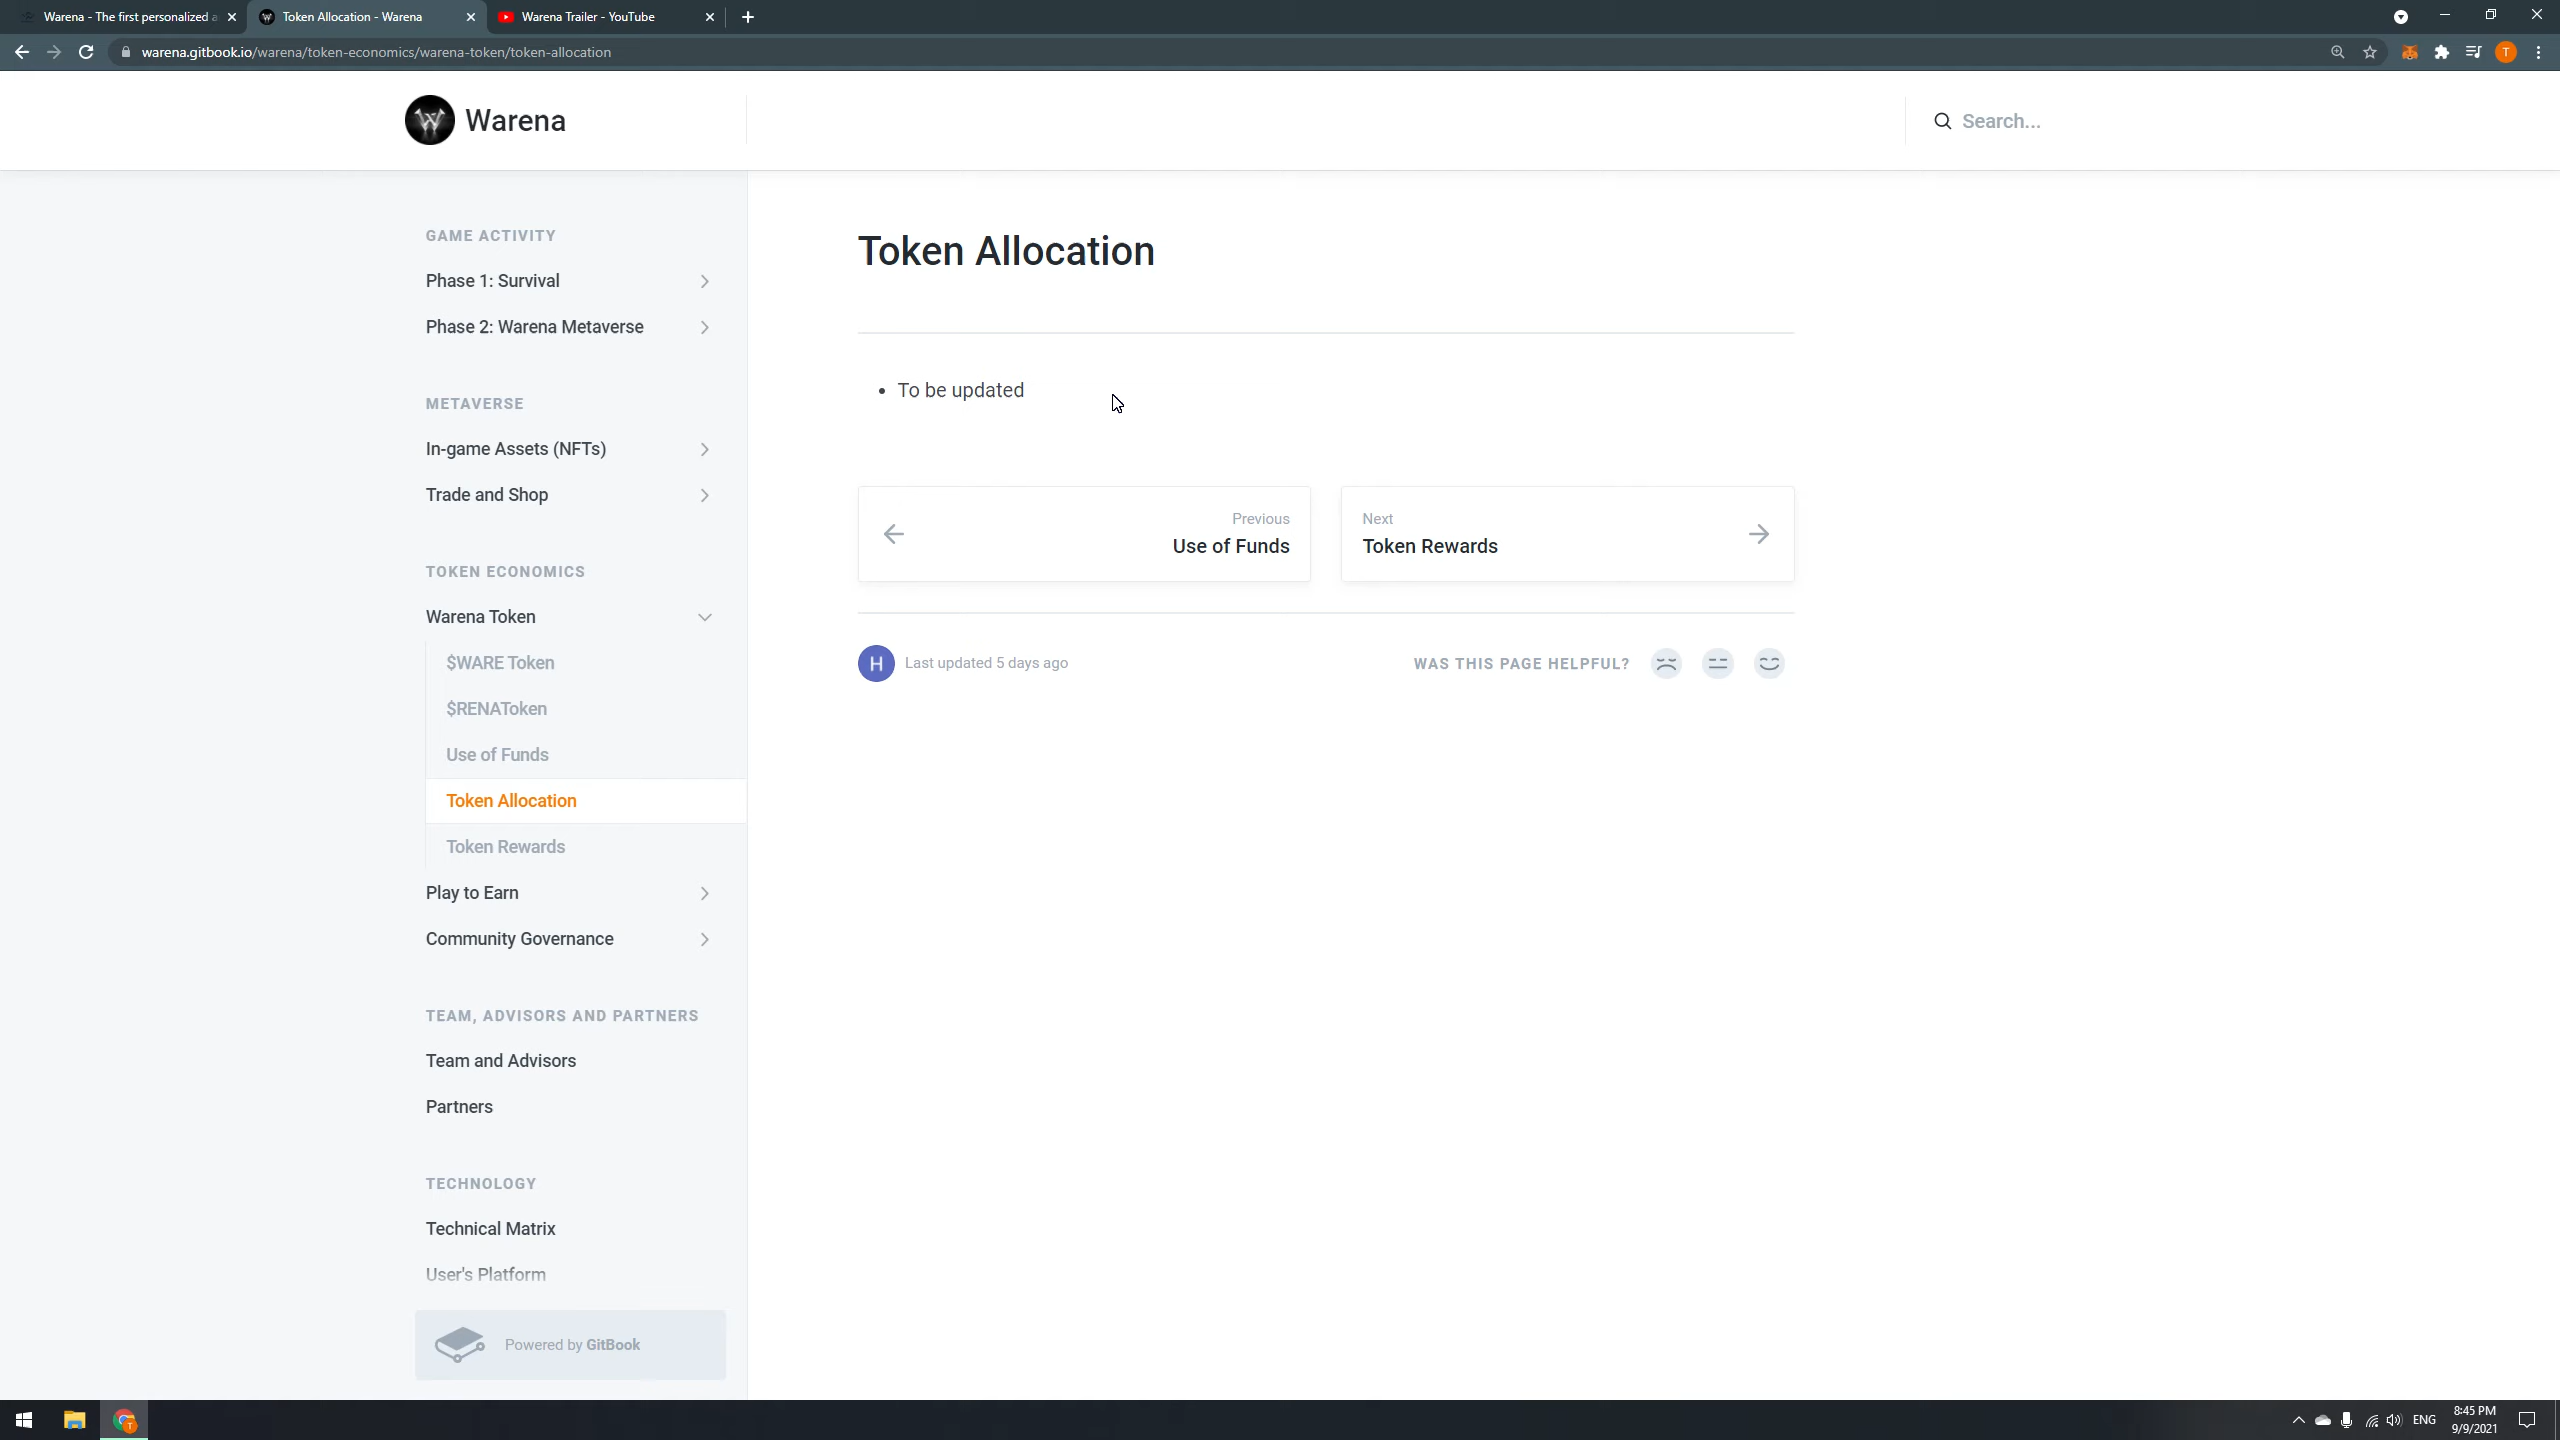 Warena - The first personalized a
Token Allocation - Warena
Warena Trailer - YouTube
warena.gitbook.io/warena/token-economics/warena-token/token-allocation
T
Warena
Search...
GAME ACTIVITY
Phase 1: Survival
Phase 2: Warena Metaverse
METAVERSE
In-game Assets (NFTs)
Trade and Shop
TOKEN ECONOMICS
Warena Token
$WARE Token
$RENAToken
Use of Funds
Token Allocation
Token Rewards
Play to Earn
Community Governance
TEAM, ADVISORS AND PARTNERS
Team and Advisors
Partners
TECHNOLOGY
Technical Matrix
User's Platform
Powered by GitBook
Token Allocation
• To be updated
Previous
Use of Funds
Next
Token Rewards
H
Last updated 5 days ago
WAS THIS PAGE HELPFUL?
T
ENG
8:45 PM
9/9/2021